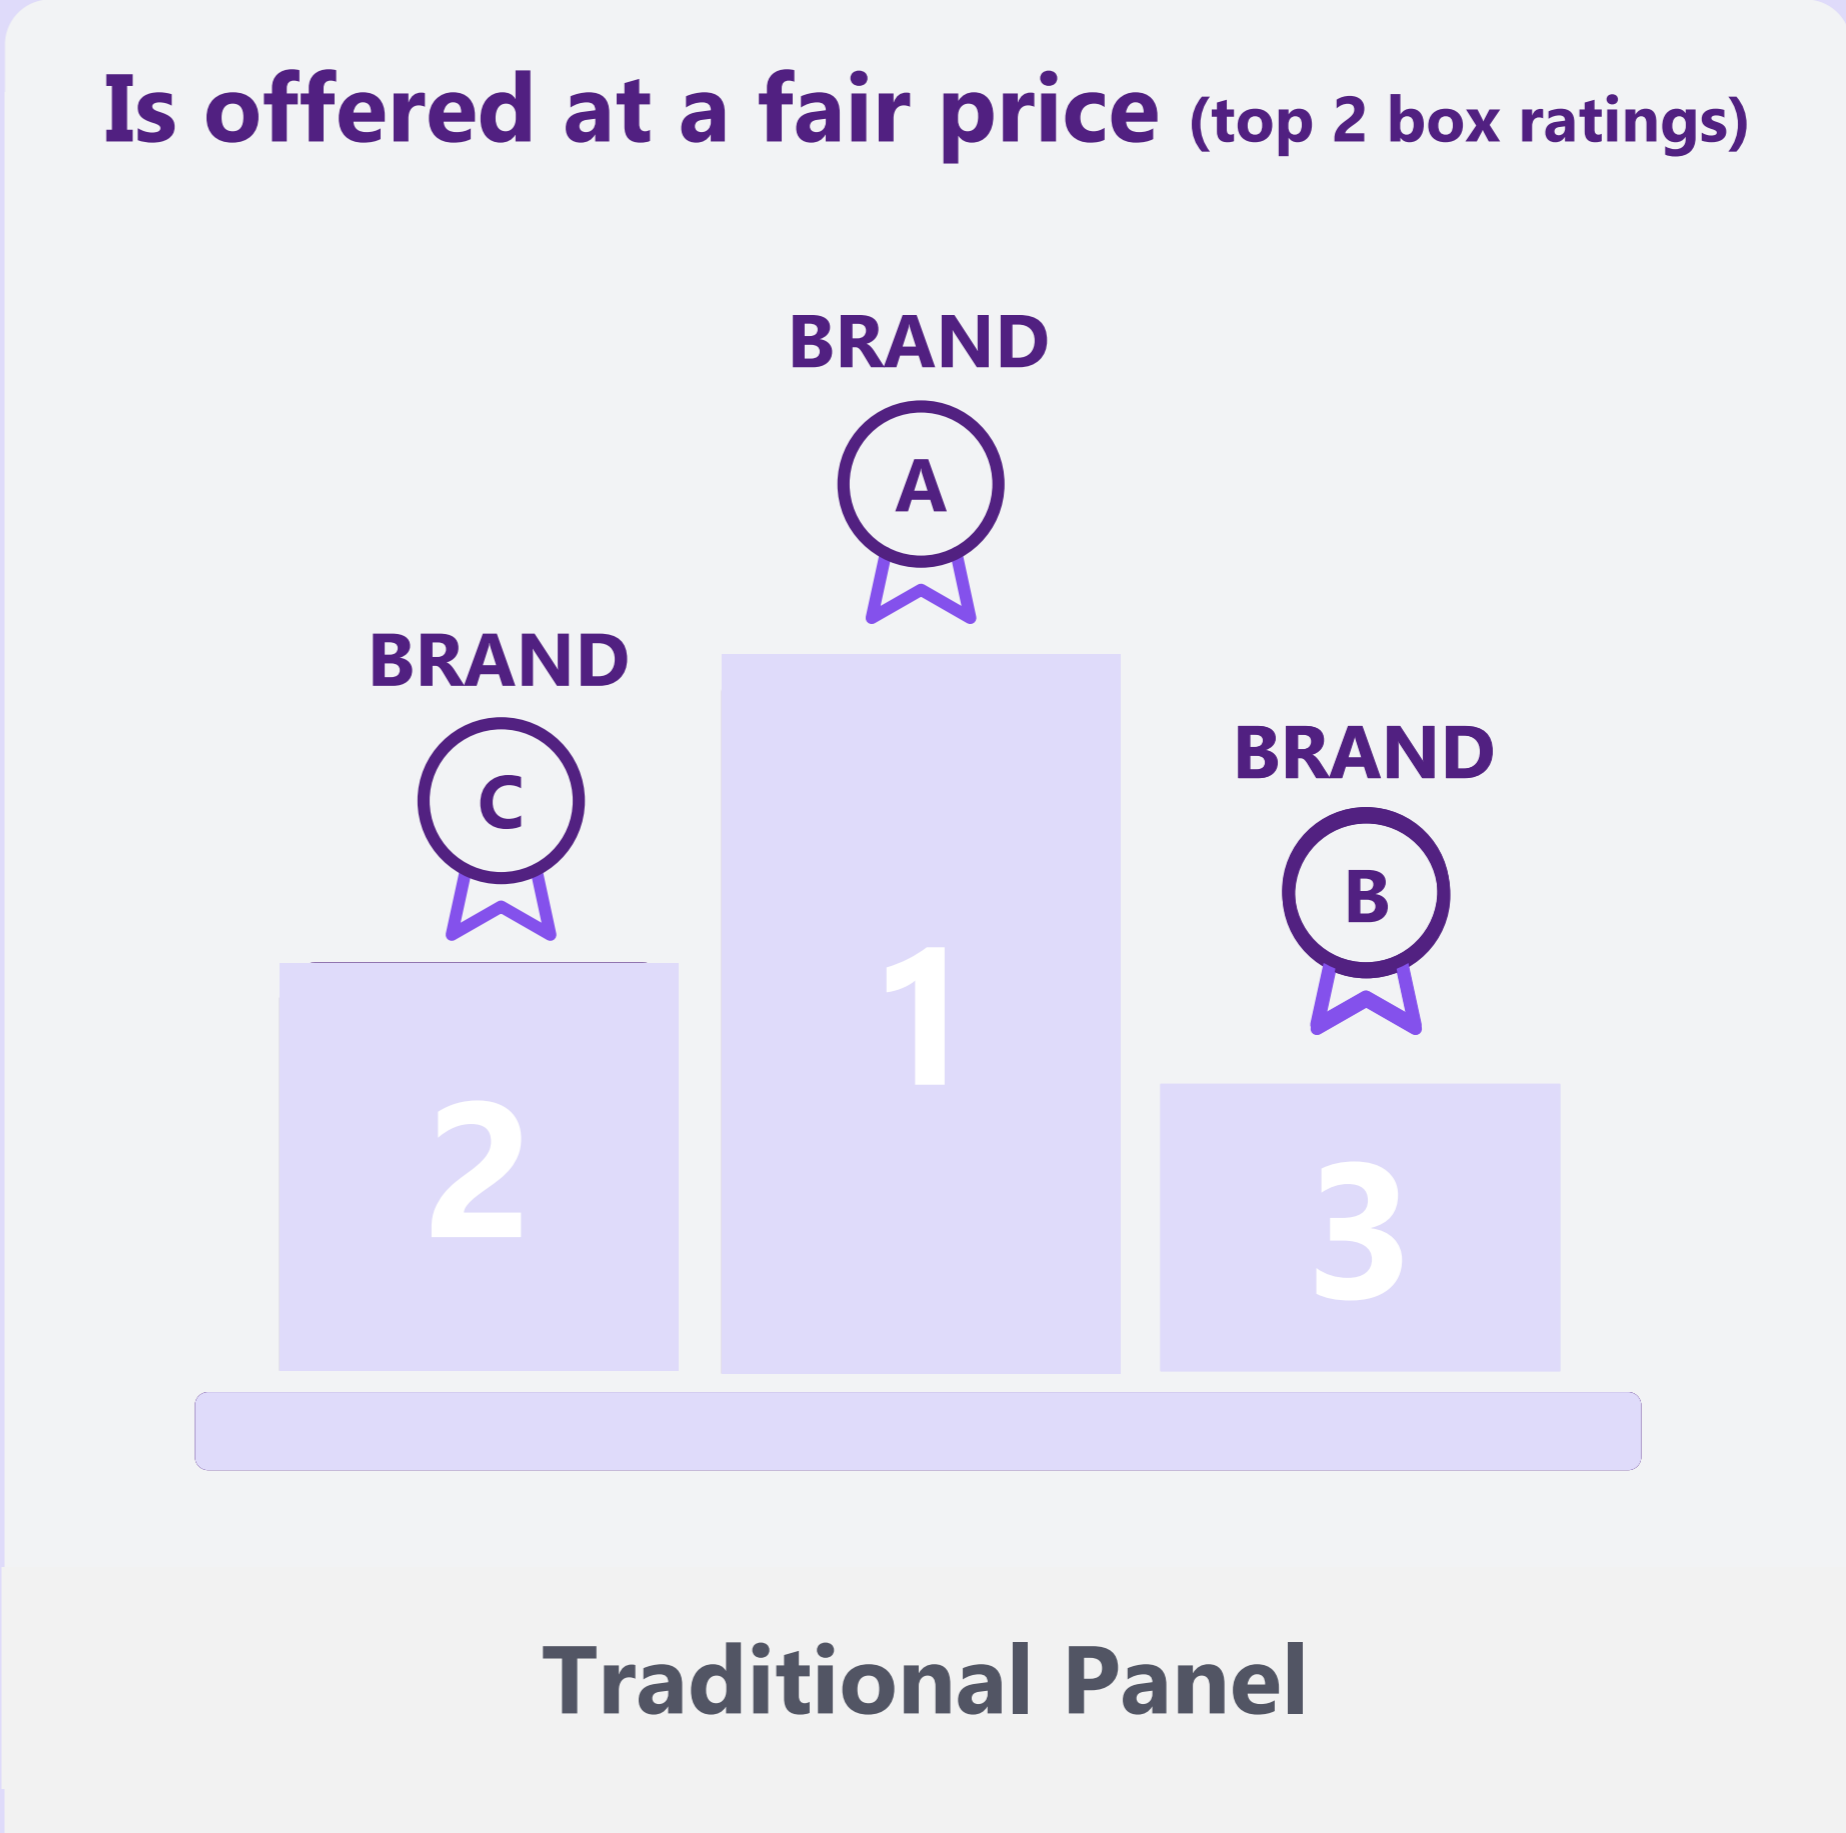 Is offered at a fair price (top 2 box ratings)
BRAND
A
BRAND
C
BRAND
B
1
2
3
Traditional Panel